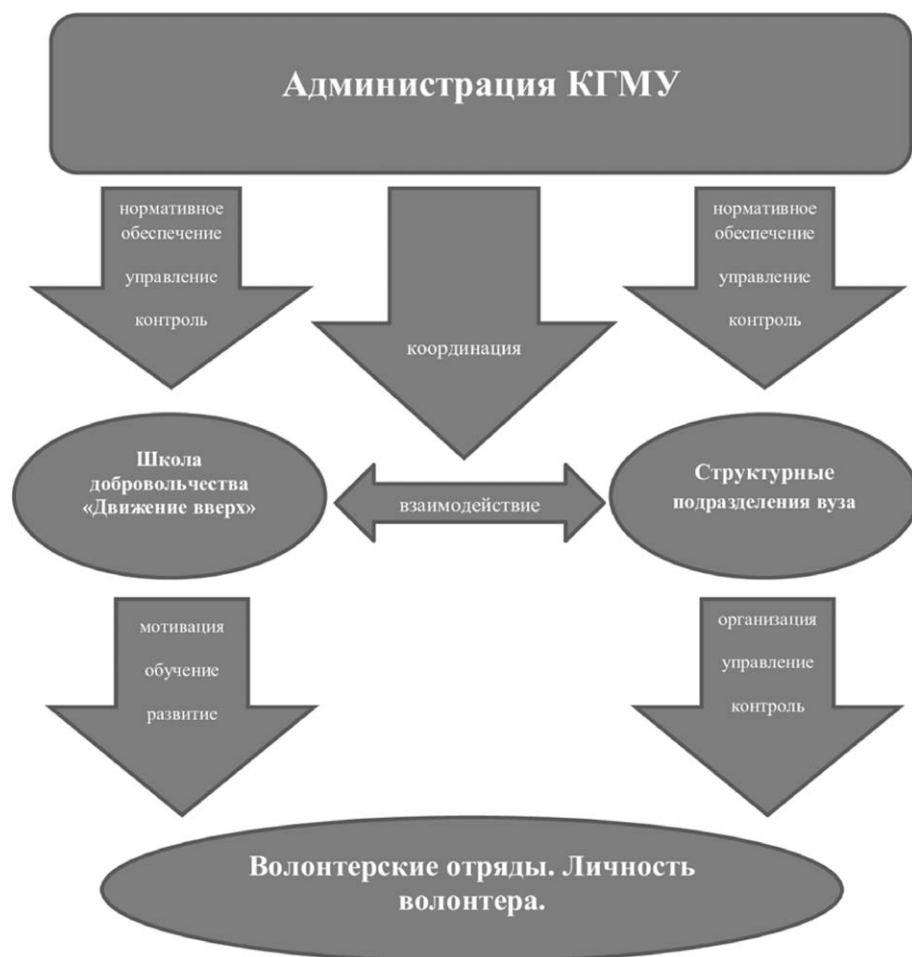 Администрация КГМУ
нормативное
обеспечение
управление
контроль
координация
нормативное
обеспечение
управление
контроль
Школа
добровольчества
«Движение вверх»
взаимодействие
Структурные
подразделения вуза
мотивация
обучение
развитие
организация
управление
контроль
Волонтерские отряды. Личность
волонтера.